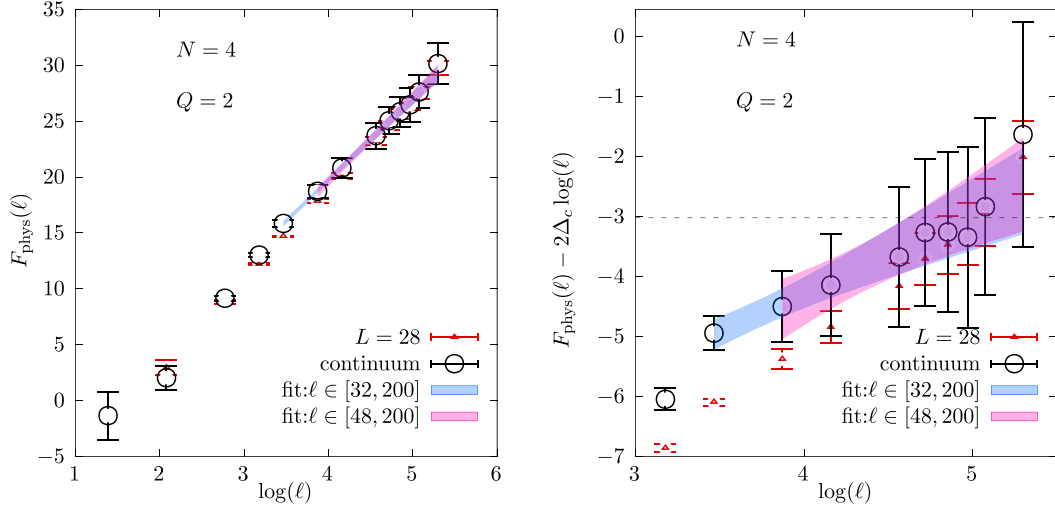 35
30
25
20
15
10
5
0
−5
1
2
3
4
5
6
F_phys(ℓ)
log(ℓ)
N = 4
Q = 2
L = 28
continuum
fit:ℓ ∈ [32, 200]
fit:ℓ ∈ [48, 200]
0
−1
−2
−3
−4
−5
−6
−7
3
4
5
F_phys(ℓ) − 2Δ_c log(ℓ)
log(ℓ)
N = 4
Q = 2
L = 28
continuum
fit:ℓ ∈ [32, 200]
fit:ℓ ∈ [48, 200]